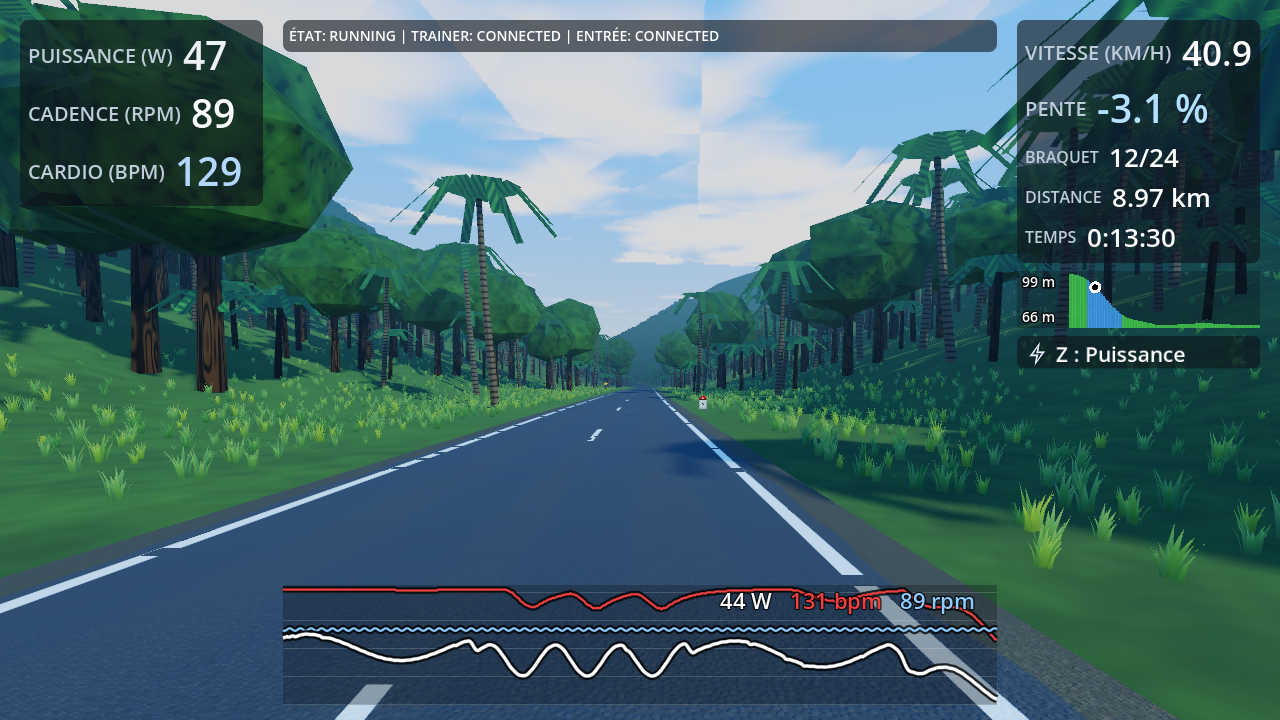 PUISSANCE (W) 47
CADENCE (RPM) 89
CARDIO (BPM) 129
ÉTAT: RUNNING | TRAINER: CONNECTED | ENTRÉE: CONNECTED
VITESSE (KM/H) 40.9
PENTE -3.1 %
BRAQUET 12/24
DISTANCE 8.97 km
TEMPS 0:13:30
99 m
66 m
Z : Puissance
44 W 131 bpm 89 rpm